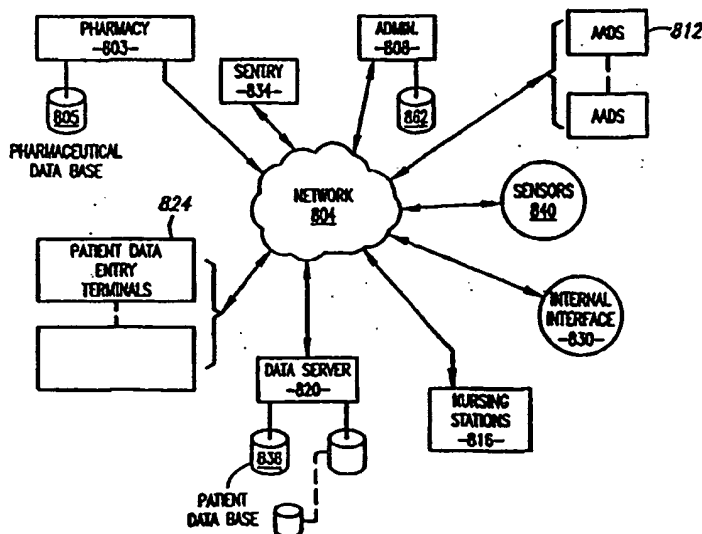 PHARMACY
-803-
805
PHARMACEUTICAL
DATA BASE
SENTRY
-834-
ADMIN.
-808-
862
AADS
812
AADS
NETWORK
804
SENSORS
840
824
PATIENT DATA
ENTRY
TERMINALS
INTERNAL
INTERFACE
-830-
DATA SERVER
-820-
838
PATIENT
DATA BASE
NURSING
STATIONS
-816-